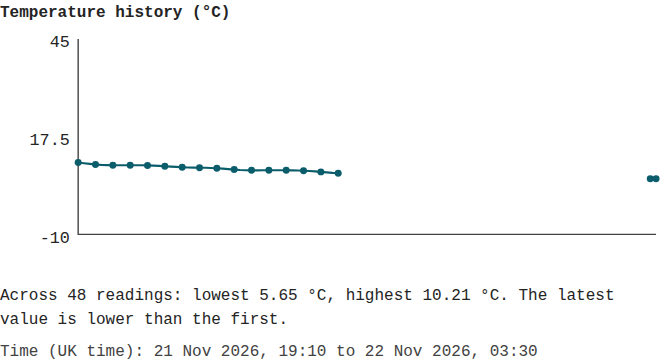 Temperature history (°C)
45
17.5
-10
Across 48 readings: lowest 5.65 °C, highest 10.21 °C. The latest
value is lower than the first.
Time (UK time): 21 Nov 2026, 19:10 to 22 Nov 2026, 03:30